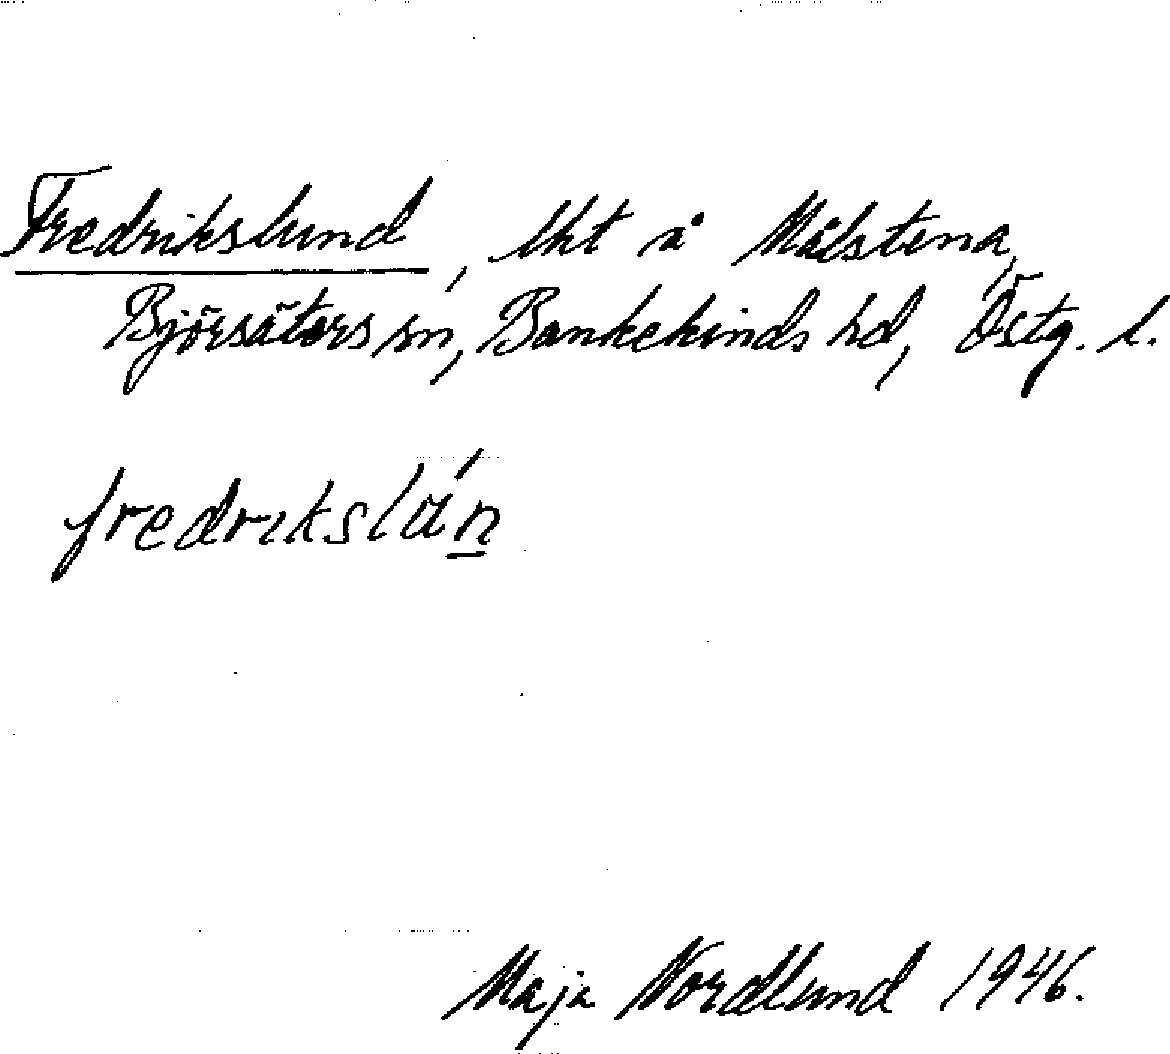 Fredrikslund, lht å Målstena,
Björsäters sn, Bankekinds hd, Östg. l.
fredrikslún
Maja Nordlund 1946.